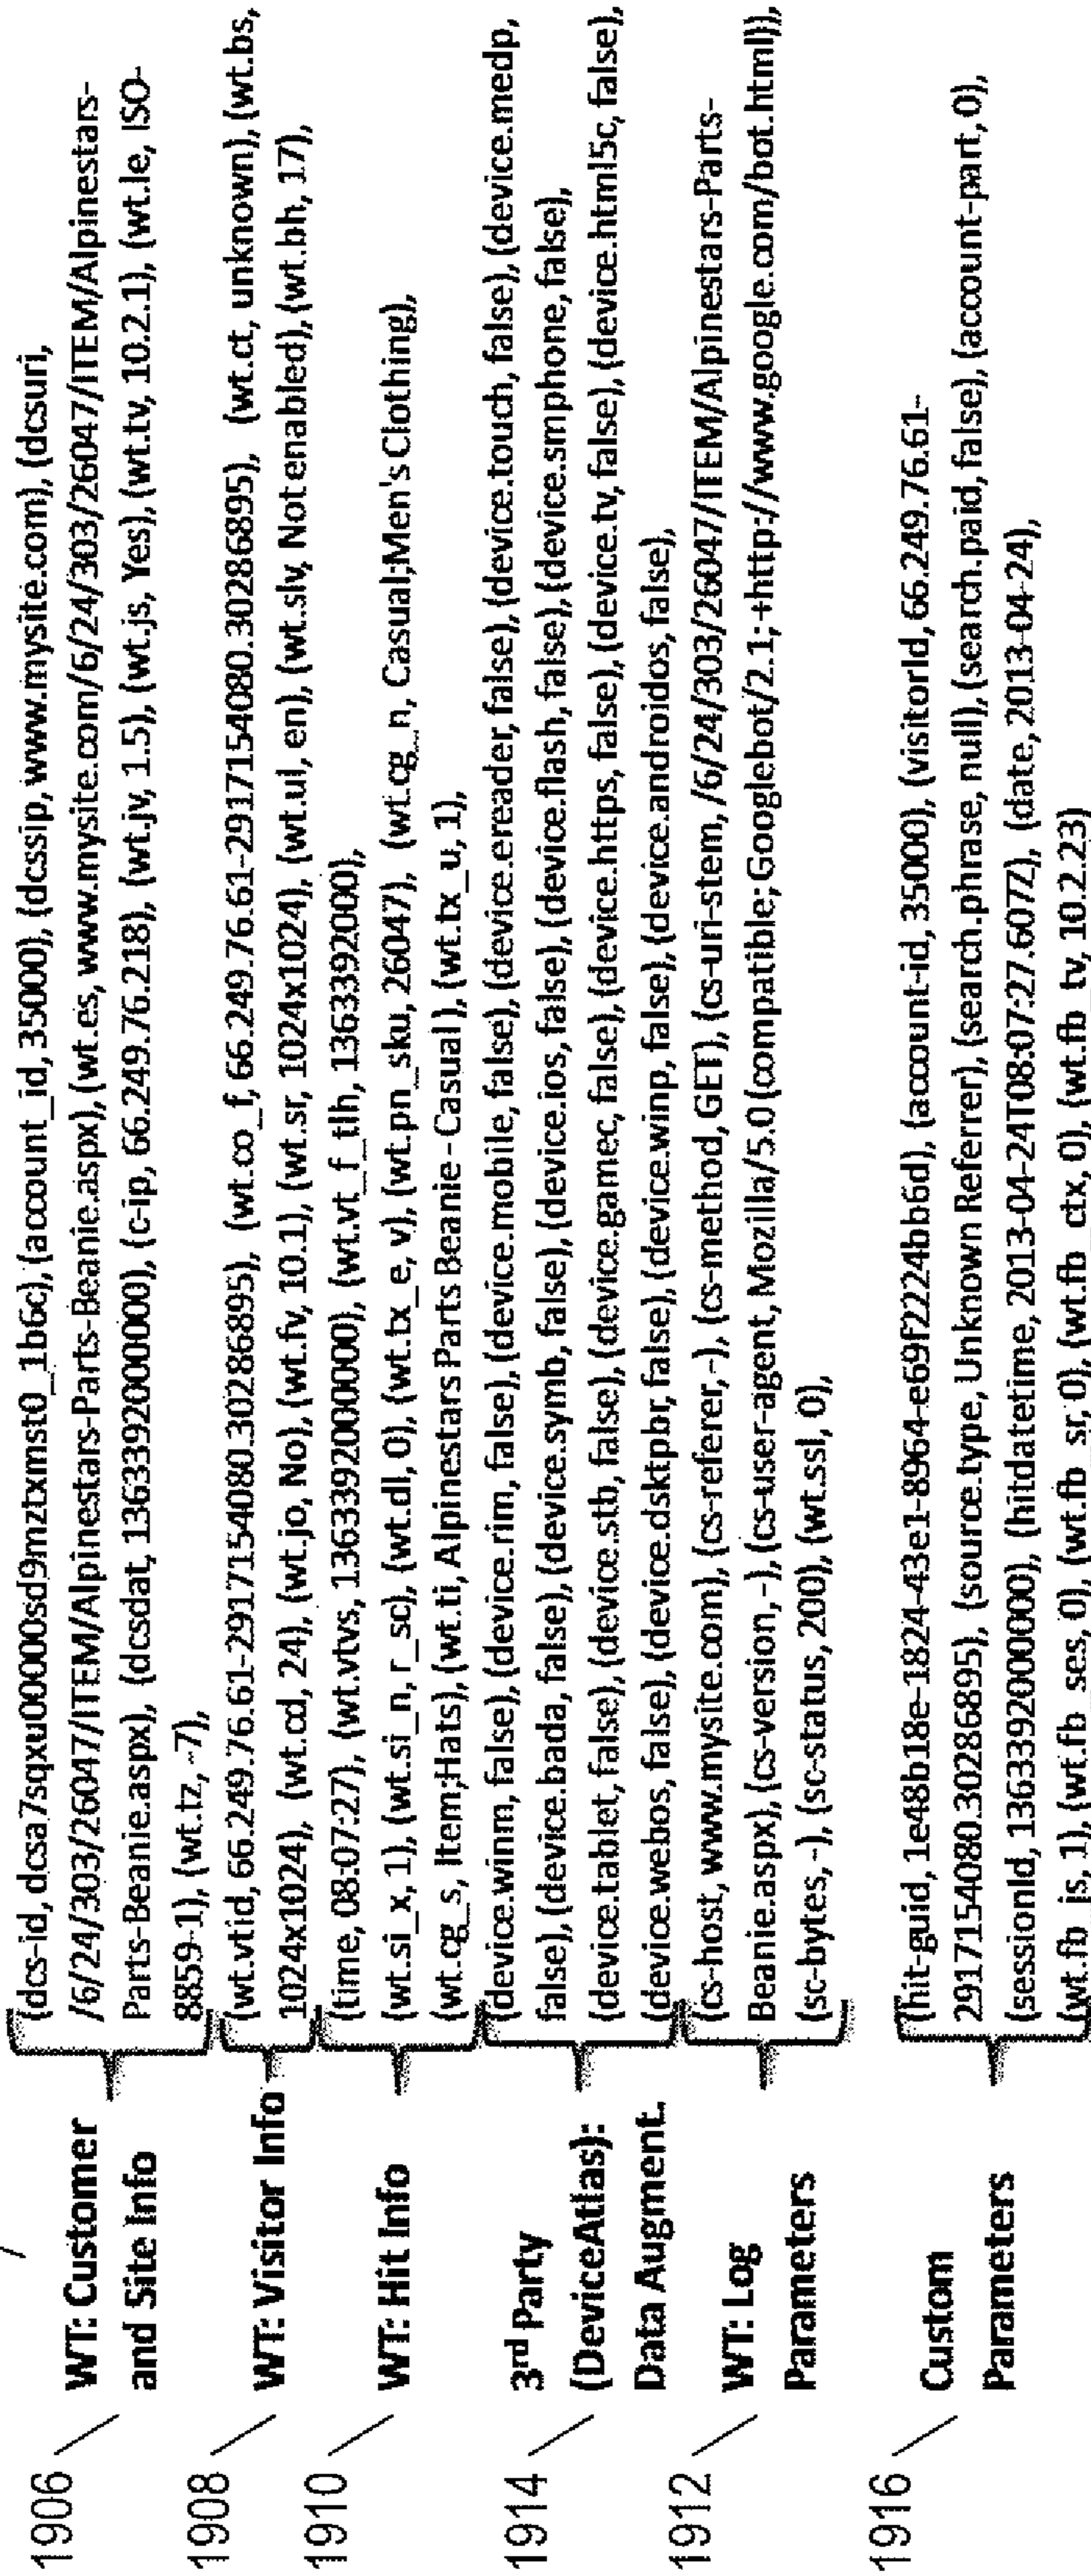 1906
WT: Customer
and Site Info
(dcs-id, dcsa7sqxu00000sd9mztxmst0_1b6c), (account_id, 35000), (dcssip, www.mysite.com), (dcsuri,
/6/24/303/26047/ITEM/Alpinestars-Parts-Beanie.aspx), (wt.es, www.mysite.com/6/24/303/26047/ITEM/Alpinestars-
Parts-Beanie.aspx), (dcsdat, 1363392000000), (c-ip, 66.249.76.218), (wt.jv, 1.5), (wt.js, Yes), (wt.tv, 10.2.1), (wt.le, ISO-
8859-1), (wt.tz, -7),
1908
WT: Visitor Info
(wt.vtid, 66.249.76.61-2917154080.30286895), (wt.co_f, 66.249.76.61-2917154080.30286895), (wt.ct, unknown), (wt.bs,
1024x1024), (wt.cd, 24), (wt.jo, No), (wt.fv, 10.1), (wt.sr, 1024x1024), (wt.ul, en), (wt.slv, Not enabled), (wt.bh, 17),
1910
WT: Hit Info
(time, 08:07:27), (wt.vtvs, 1363392000000), (wt.vt_f_tlh, 1363392000),
(wt.si_x, 1), (wt.si_n, r_sc), (wt.dl, 0), (wt.tx_e, v), (wt.pn_sku, 26047), (wt.cg_n, Casual;Men's Clothing),
(wt.cg_s, Item;Hats), (wt.ti, Alpinestars Parts Beanie - Casual), (wt.tx_u, 1),
1914
3rd Party
(DeviceAtlas):
Data Augment.
(device.winm, false), (device.rim, false), (device.mobile, false), (device.ereader, false), (device.touch, false), (device.medp,
false), (device.bada, false), (device.symb, false), (device.ios, false), (device.flash, false), (device.smphone, false),
(device.tablet, false), (device.stb, false), (device.gamec, false), (device.https, false), (device.tv, false), (device.html5c, false),
(device.webos, false), (device.dsktpbr, false), (device.winp, false), (device.androidos, false),
1912
WT: Log
Parameters
(cs-host, www.mysite.com), (cs-referer, -), (cs-method, GET), (cs-uri-stem, /6/24/303/26047/ITEM/Alpinestars-Parts-
Beanie.aspx), (cs-version, -), (cs-user-agent, Mozilla/5.0 (compatible; Googlebot/2.1; +http://www.google.com/bot.html)),
(sc-bytes, -), (sc-status, 200), (wt.ssl, 0),
1916
Custom
Parameters
(hit-guid, 1e48b18e-1824-43e1-8964-e69f2224bb6d), (account-id, 35000), (visitorId, 66.249.76.61-
2917154080.30286895), (source.type, Unknown Referrer), (search.phrase, null), (search.paid, false), (account-part, 0),
(sessionId, 1363392000000), (hitdatetime, 2013-04-24T08:07:27.607Z), (date, 2013-04-24),
(wt.fb_js, 1), (wt.fb_ses, 0), (wt.fb_sr, 0), (wt.fb_ctx, 0), (wt.fb_tv, 10.2.23)